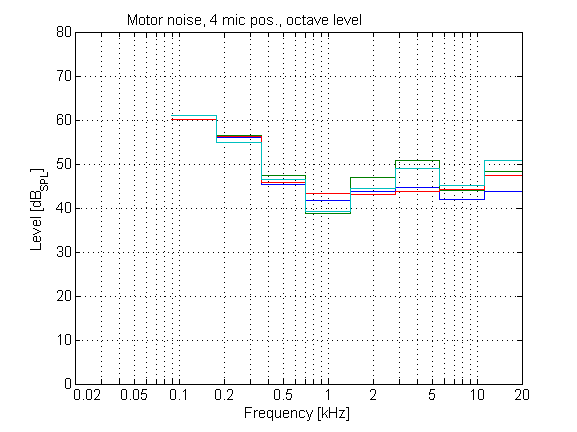 Motor noise, 4 mic pos., octave level
80
70
60
50
40
30
20
10
0
Level [dBSPL]
0.02 0.05 0.1 0.2 0.5 1 2 5 10 20
Frequency [kHz]